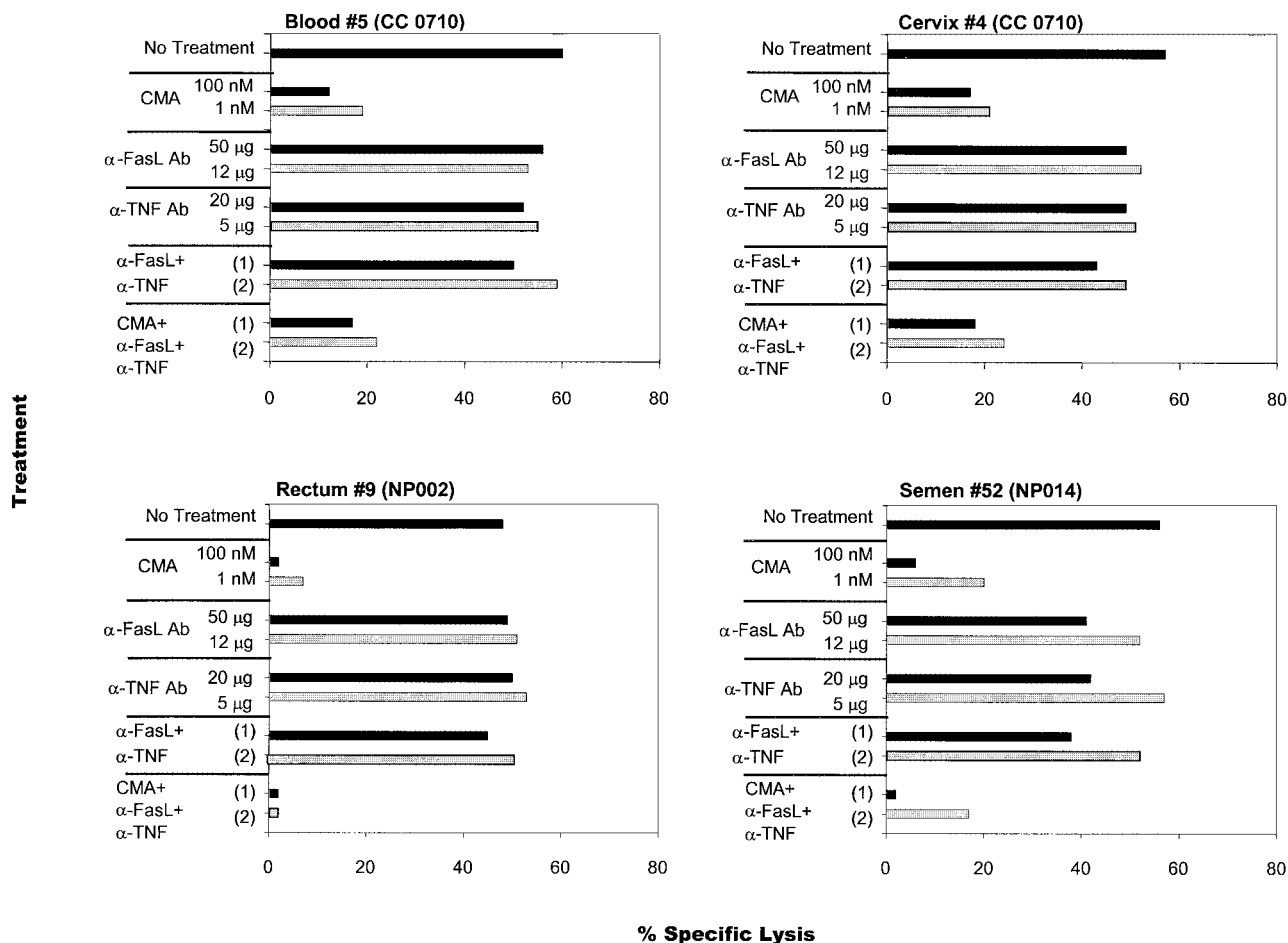 Blood #5 (CC 0710)
No Treatment
CMA 100 nM
1 nM
α-FasL Ab 50 μg
12 μg
α-TNF Ab 20 μg
5 μg
α-FasL+ (1)
α-TNF (2)
CMA+ (1)
α-FasL+ (2)
α-TNF
0 20 40 60 80
Cervix #4 (CC 0710)
No Treatment
CMA 100 nM
1 nM
α-FasL Ab 50 μg
12 μg
α-TNF Ab 20 μg
5 μg
α-FasL+ (1)
α-TNF (2)
CMA+ (1)
α-FasL+ (2)
α-TNF
0 20 40 60 80
Treatment
Rectum #9 (NP002)
No Treatment
CMA 100 nM
1 nM
α-FasL Ab 50 μg
12 μg
α-TNF Ab 20 μg
5 μg
α-FasL+ (1)
α-TNF (2)
CMA+ (1)
α-FasL+ (2)
α-TNF
0 20 40 60 80
Semen #52 (NP014)
No Treatment
CMA 100 nM
1 nM
α-FasL Ab 50 μg
12 μg
α-TNF Ab 20 μg
5 μg
α-FasL+ (1)
α-TNF (2)
CMA+ (1)
α-FasL+ (2)
α-TNF
0 20 40 60 80
% Specific Lysis